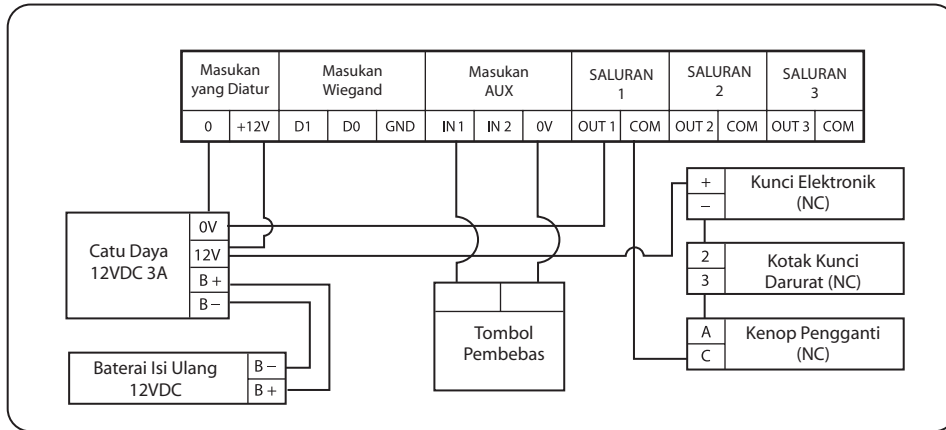 Masukan
yang Diatur
Masukan
Wiegand
Masukan
AUX
SALURAN
1
SALURAN
2
SALURAN
3
0 +12V D1 D0 GND IN 1 IN 2 0V OUT 1 COM OUT 2 COM OUT 3 COM
Catu Daya
12VDC 3A
0V
12V
B +
B −
Baterai Isi Ulang
12VDC
B −
B +
Tombol
Pembebas
+
−
Kunci Elektronik
(NC)
2
3
Kotak Kunci
Darurat (NC)
A
C
Kenop Pengganti
(NC)